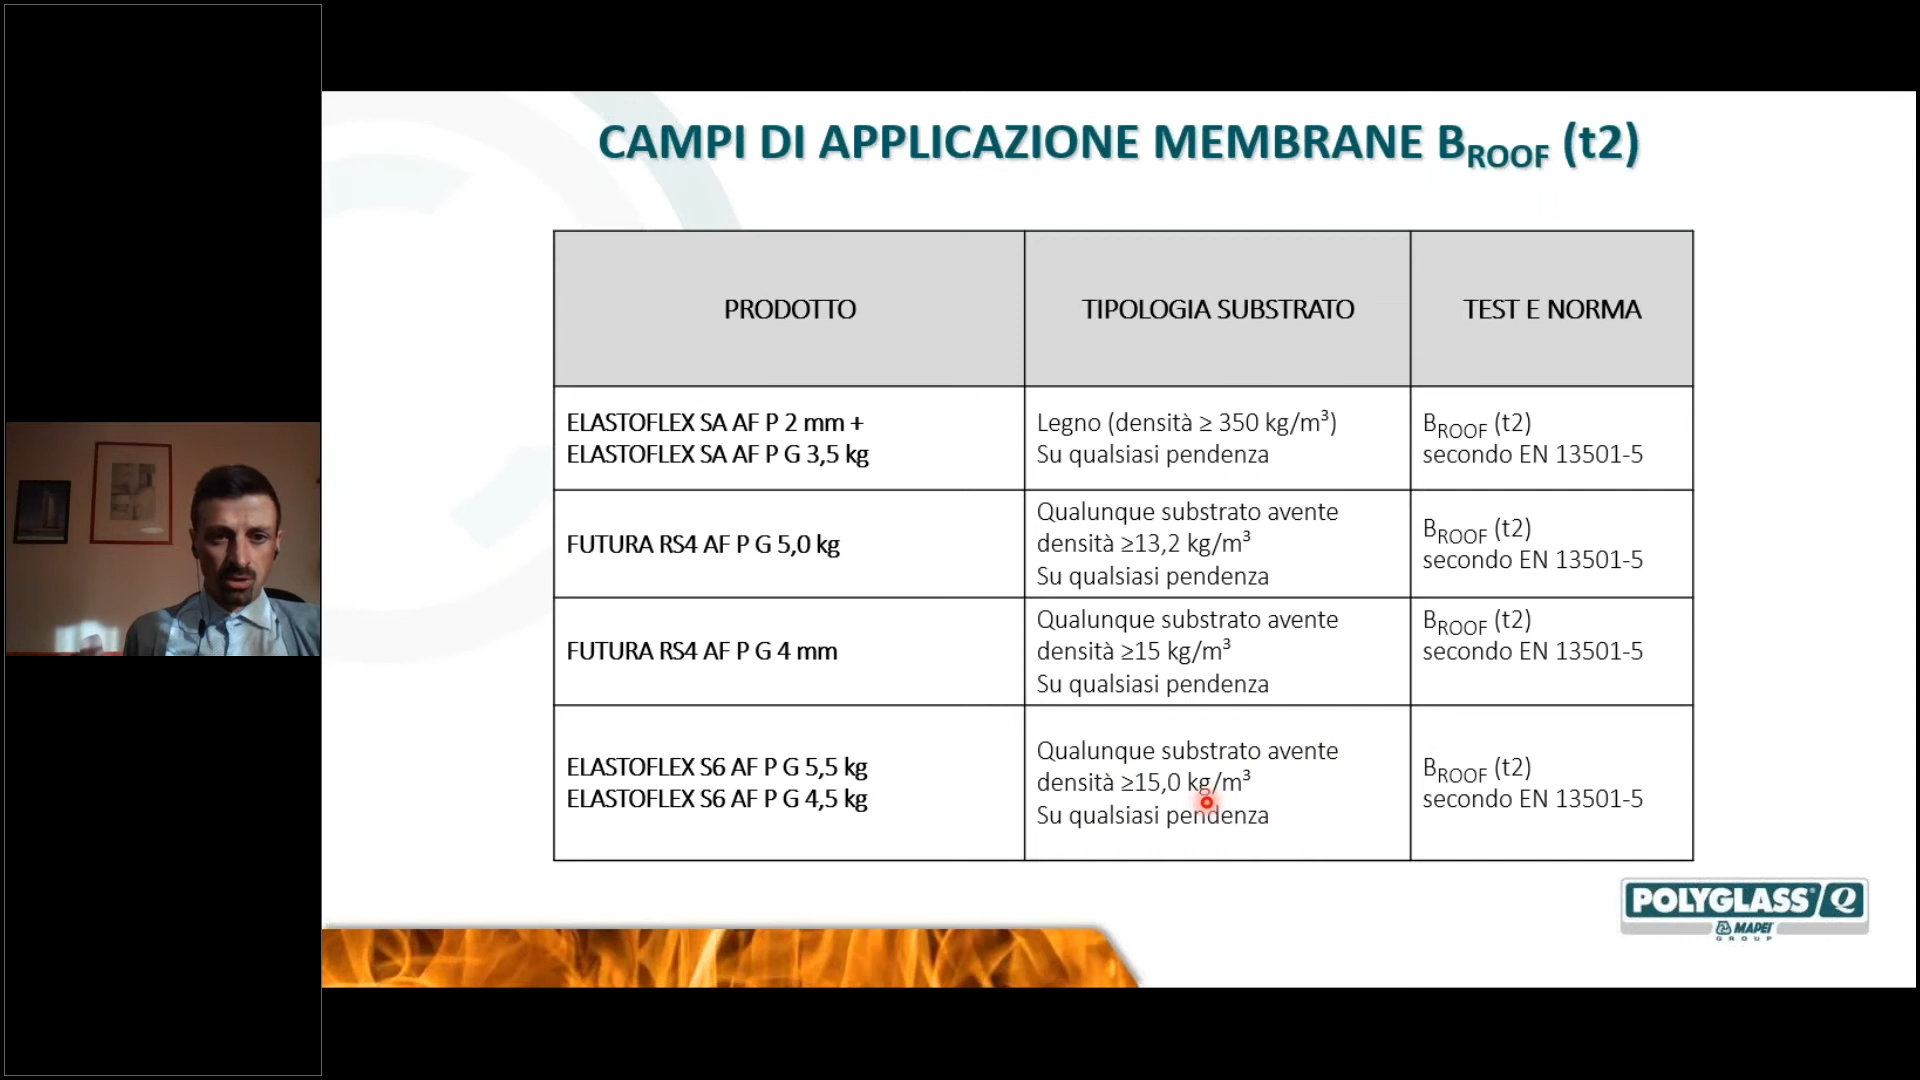 CAMPI DI APPLICAZIONE MEMBRANE BROOF (t2)
PRODOTTO
TIPOLOGIA SUBSTRATO
TEST E NORMA
ELASTOFLEX SA AF P 2 mm +
ELASTOFLEX SA AF P G 3,5 kg
Legno (densità ≥ 350 kg/m³)
Su qualsiasi pendenza
BROOF (t2)
secondo EN 13501-5
FUTURA RS4 AF P G 5,0 kg
Qualunque substrato avente
densità ≥13,2 kg/m³
Su qualsiasi pendenza
BROOF (t2)
secondo EN 13501-5
FUTURA RS4 AF P G 4 mm
Qualunque substrato avente
densità ≥15 kg/m³
Su qualsiasi pendenza
BROOF (t2)
secondo EN 13501-5
ELASTOFLEX S6 AF P G 5,5 kg
ELASTOFLEX S6 AF P G 4,5 kg
Qualunque substrato avente
densità ≥15,0 kg/m³
Su qualsiasi pendenza
BROOF (t2)
secondo EN 13501-5
POLYGLASS Q
MAPEI
GROUP